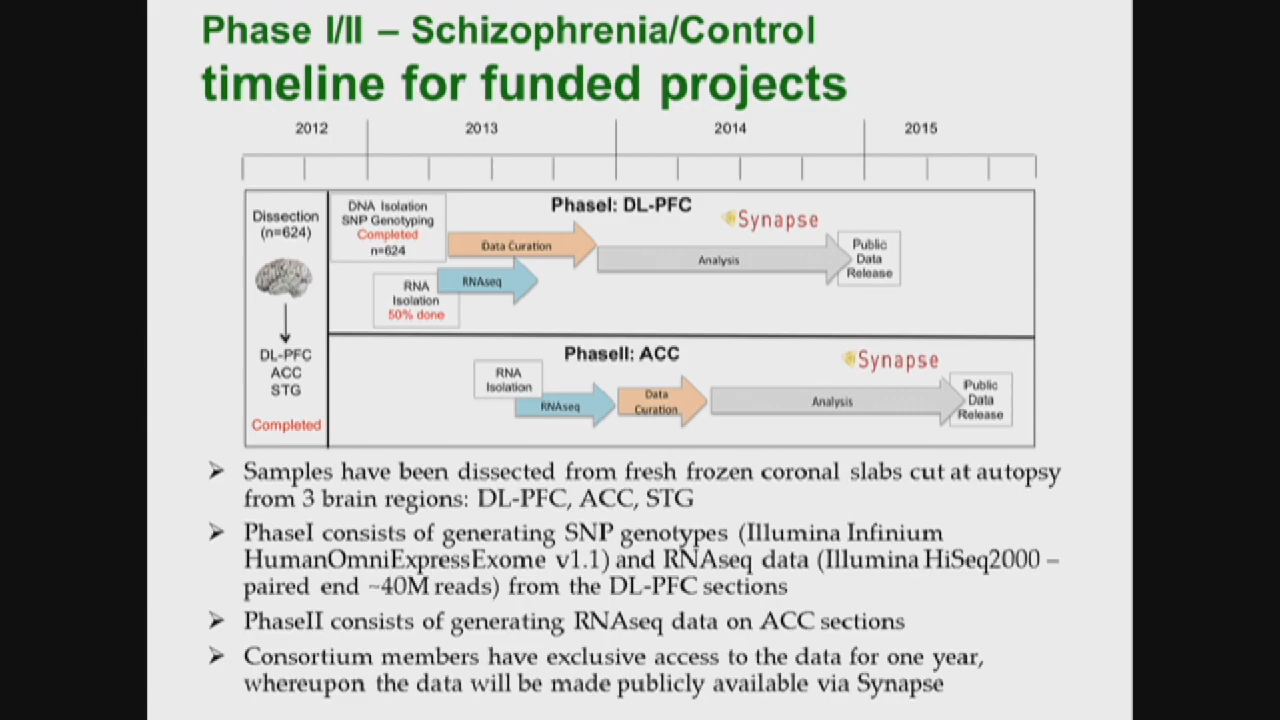 Phase I/II – Schizophrenia/Control
timeline for funded projects
2012
2013
2014
2015
Dissection
(n=624)
DL-PFC
ACC
STG
Completed
DNA Isolation
SNP Genotyping
Completed
n=624
PhaseI: DL-PFC
Synapse
Data Curation
Analysis
Public
Data
Release
RNA
Isolation
50% done
RNAseq
PhaseII: ACC
Synapse
RNA
Isolation
RNAseq
Data
Curation
Analysis
Public
Data
Release
➢ Samples have been dissected from fresh frozen coronal slabs cut at autopsy
from 3 brain regions: DL-PFC, ACC, STG
➢ PhaseI consists of generating SNP genotypes (Illumina Infinium
HumanOmniExpressExome v1.1) and RNAseq data (Illumina HiSeq2000 –
paired end ~40M reads) from the DL-PFC sections
➢ PhaseII consists of generating RNAseq data on ACC sections
➢ Consortium members have exclusive access to the data for one year,
whereupon the data will be made publicly available via Synapse